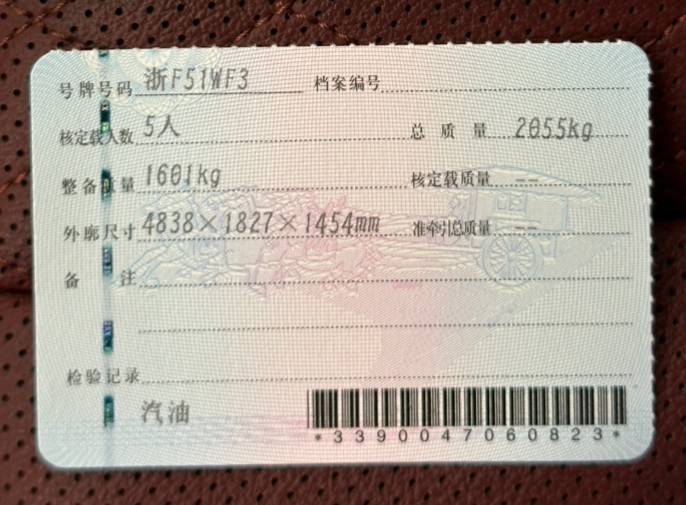 号牌号码 浙F51WF3 档案编号
核定载人数 5人 总质量 2055kg
整备质量 1601kg 核定载质量 --
外廓尺寸 4838×1827×1454mm 准牵引总质量 --
备注
检验记录
汽油
*3390047060823*